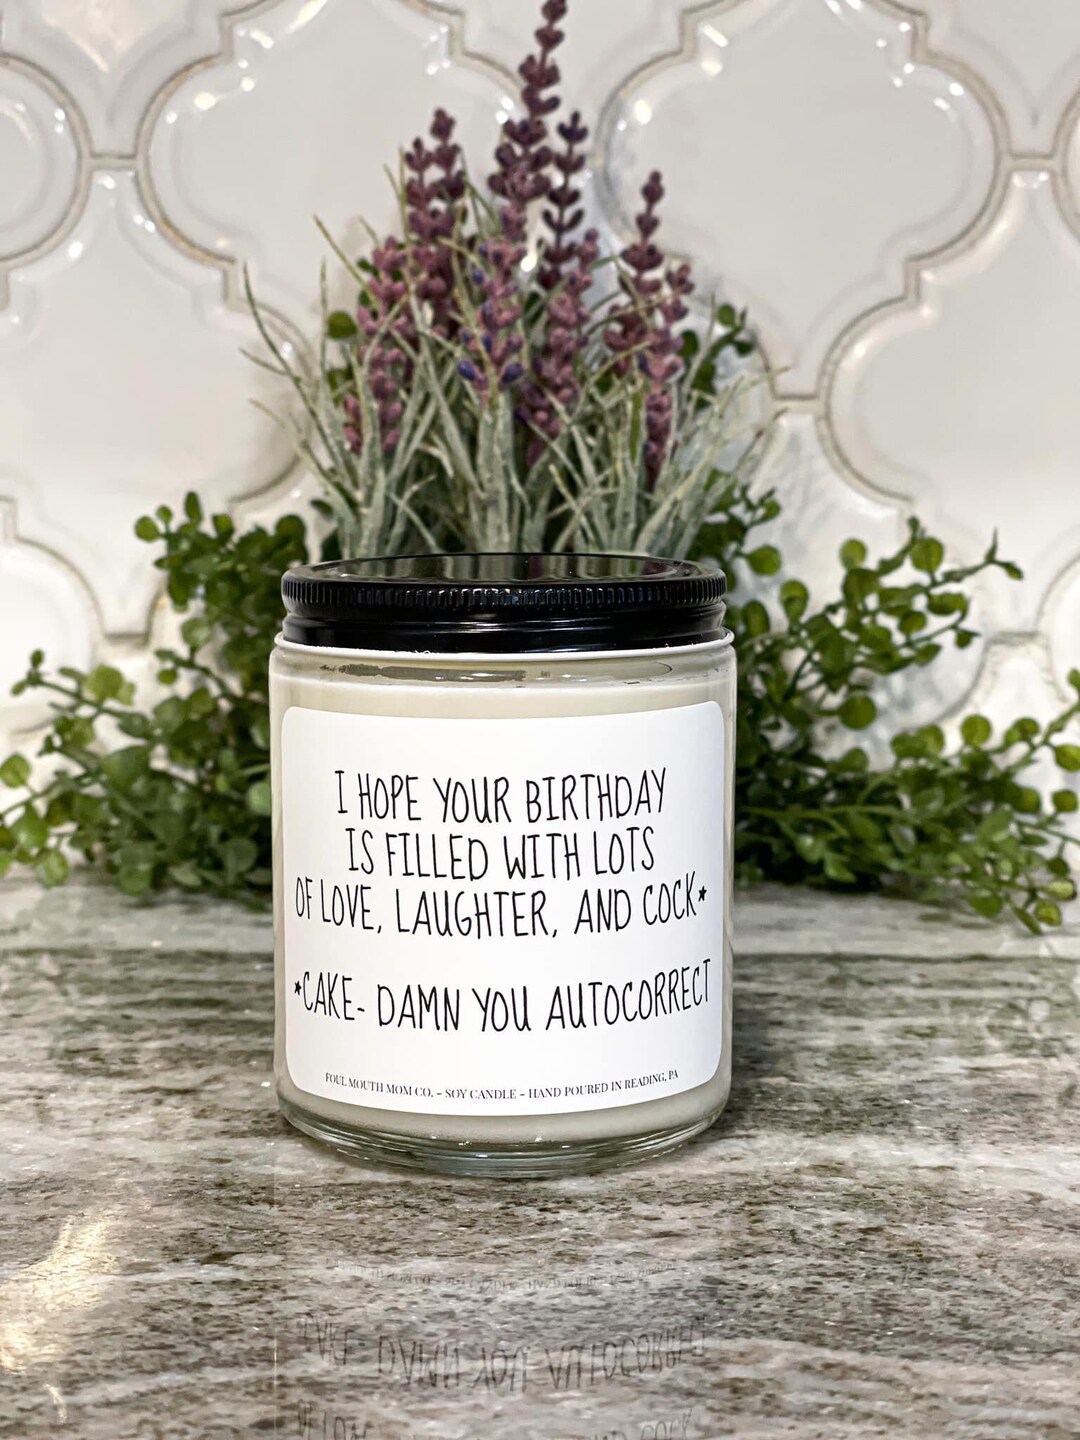 I HOPE YOUR BIRTHDAY
IS FILLED WITH LOTS
OF LOVE, LAUGHTER, AND COCK*
*CAKE- DAMN YOU AUTOCORRECT
FOUL MOUTH MOM CO. - SOY CANDLE - HAND POURED IN READING, PA